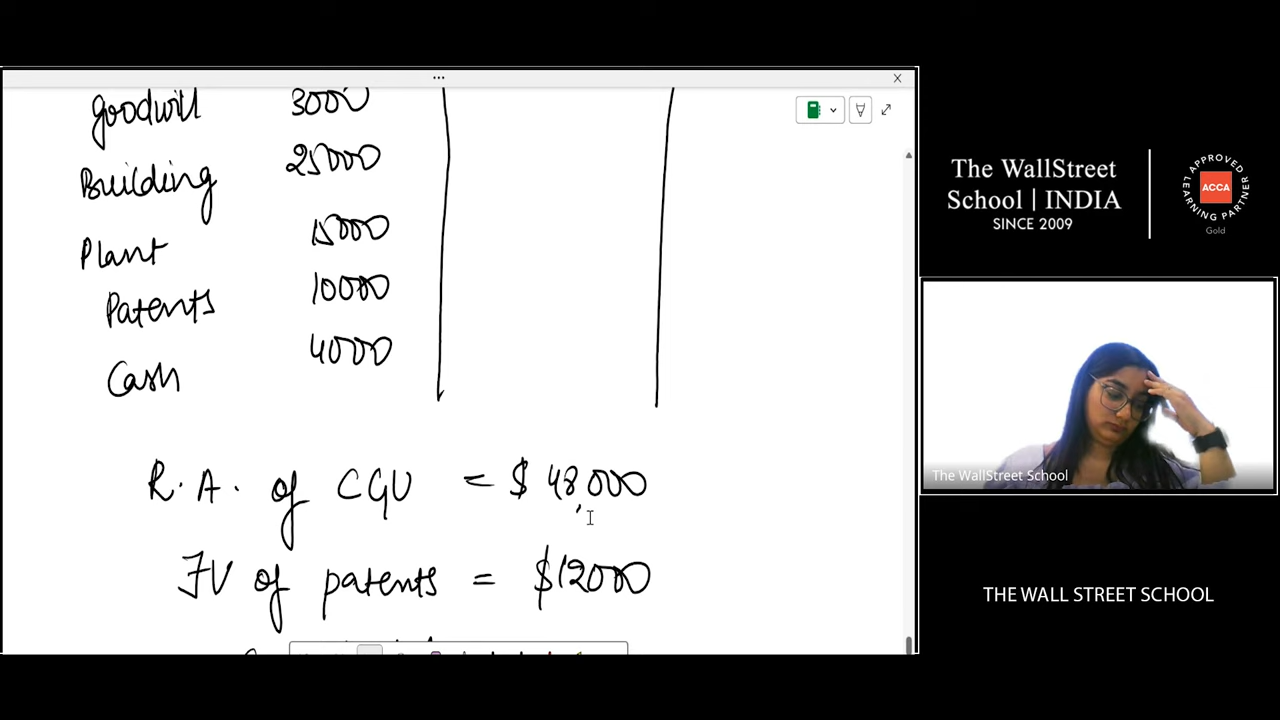 goodwill 3000
Building 25000
Plant 15000
Patents 10000
Cash 4000
R.A. of CGU = $ 48,000
FV of patents = $12000
The WallStreet
School | INDIA
SINCE 2009
APPROVED
LEARNING PARTNER
ACCA
Gold
The WallStreet School
THE WALL STREET SCHOOL